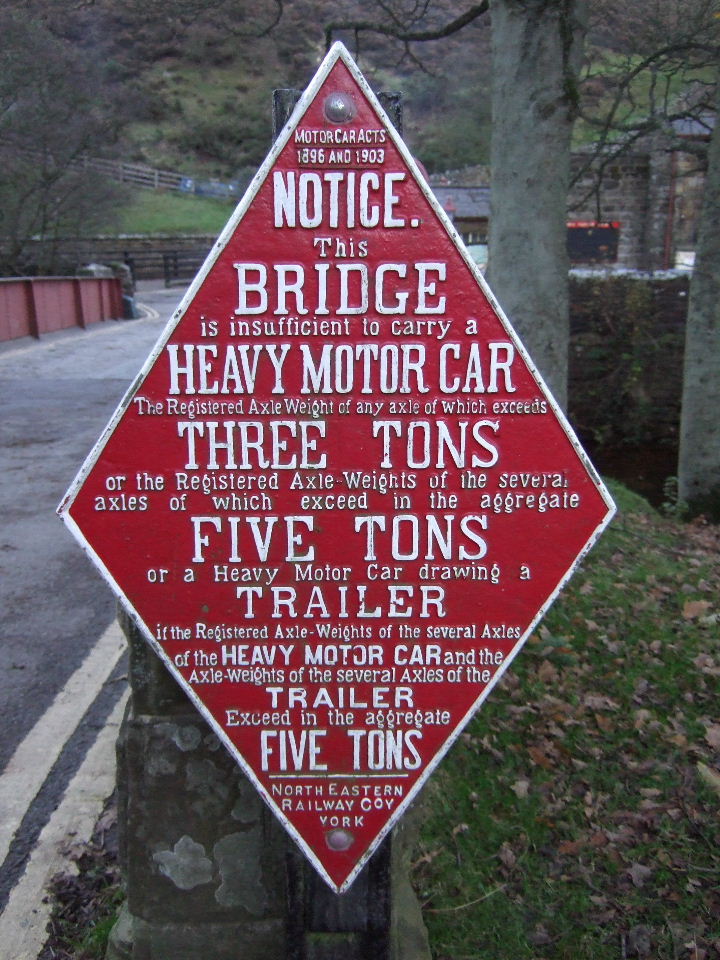 MOTOR CAR ACTS
1896 AND 1903
NOTICE.
This
BRIDGE
is insufficient to carry a
HEAVY MOTOR CAR
The Registered Axle Weight of any axle of which exceeds
THREE TONS
or the Registered Axle-Weights of the several
axles of which exceed in the aggregate
FIVE TONS
or a Heavy Motor Car drawing a
TRAILER
if the Registered Axle-Weights of the several Axles
of the HEAVY MOTOR CAR and the
Axle-Weights of the several Axles of the
TRAILER
Exceed in the aggregate
FIVE TONS
NORTH EASTERN
RAILWAY COY
YORK